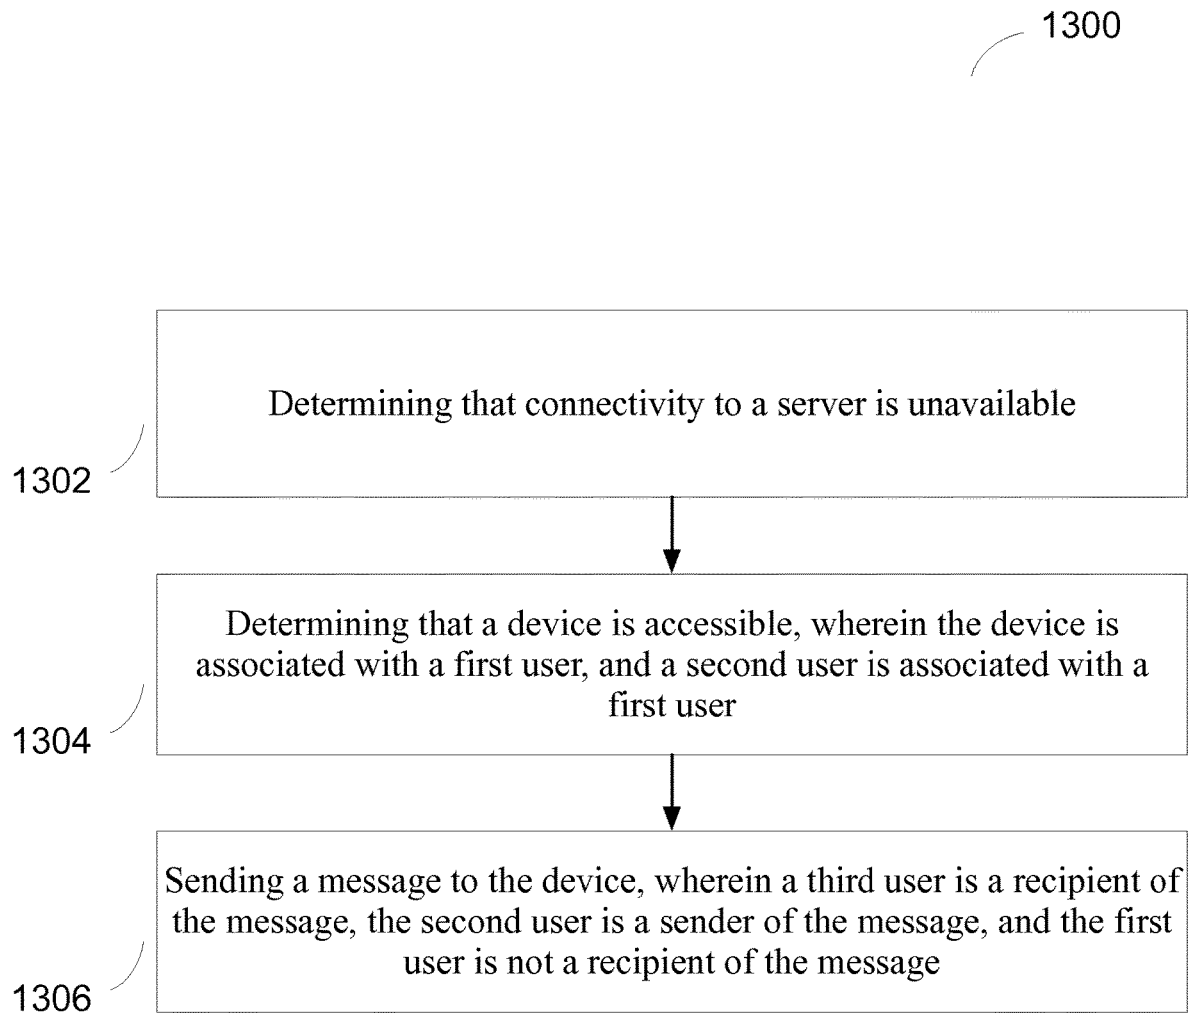 1300
Determining that connectivity to a server is unavailable
1302
Determining that a device is accessible, wherein the device is
associated with a first user, and a second user is associated with a
first user
1304
Sending a message to the device, wherein a third user is a recipient of
the message, the second user is a sender of the message, and the first
user is not a recipient of the message
1306